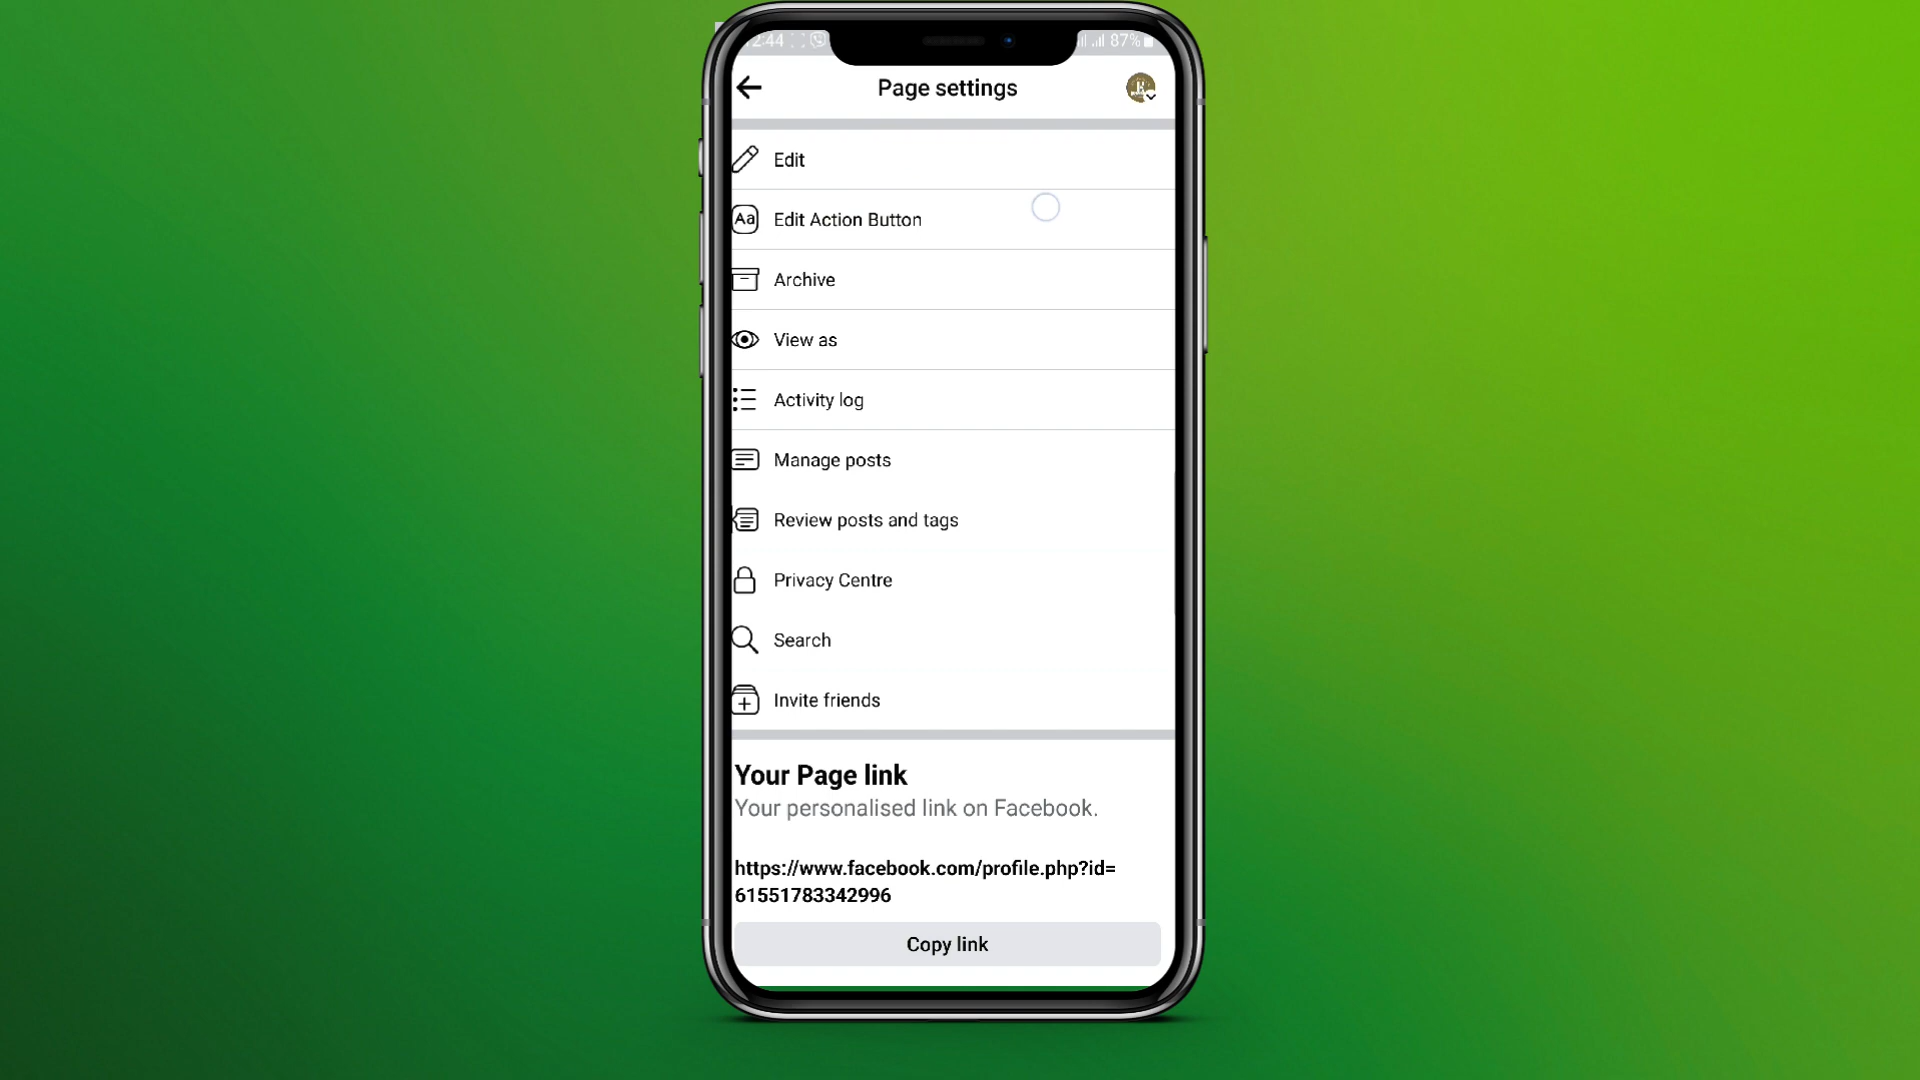 2:44 87%
Page settings
Edit
Aa Edit Action Button
Archive
View as
Activity log
Manage posts
Review posts and tags
Privacy Centre
Search
Invite friends
Your Page link
Your personalised link on Facebook.
https://www.facebook.com/profile.php?id=
61551783342996
Copy link